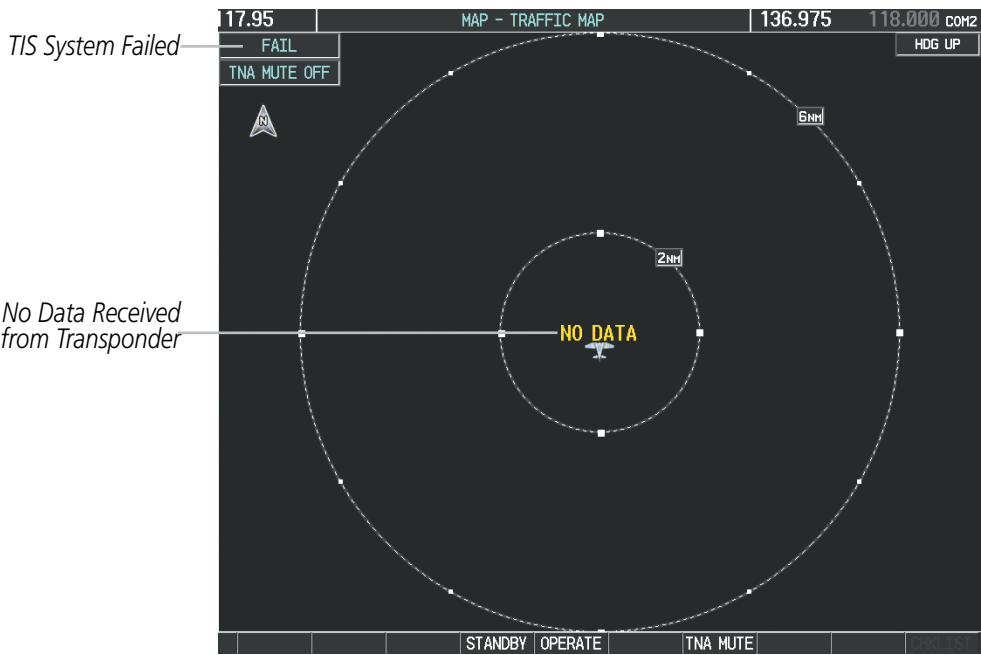 117.95 MAP - TRAFFIC MAP 136.975 118.000 COM2
TIS System Failed
FAIL
HDG UP
TNA MUTE OFF
N
6NM
2NM
No Data Received
from Transponder
NO DATA
STANDBY OPERATE TNA MUTE CHKLIST